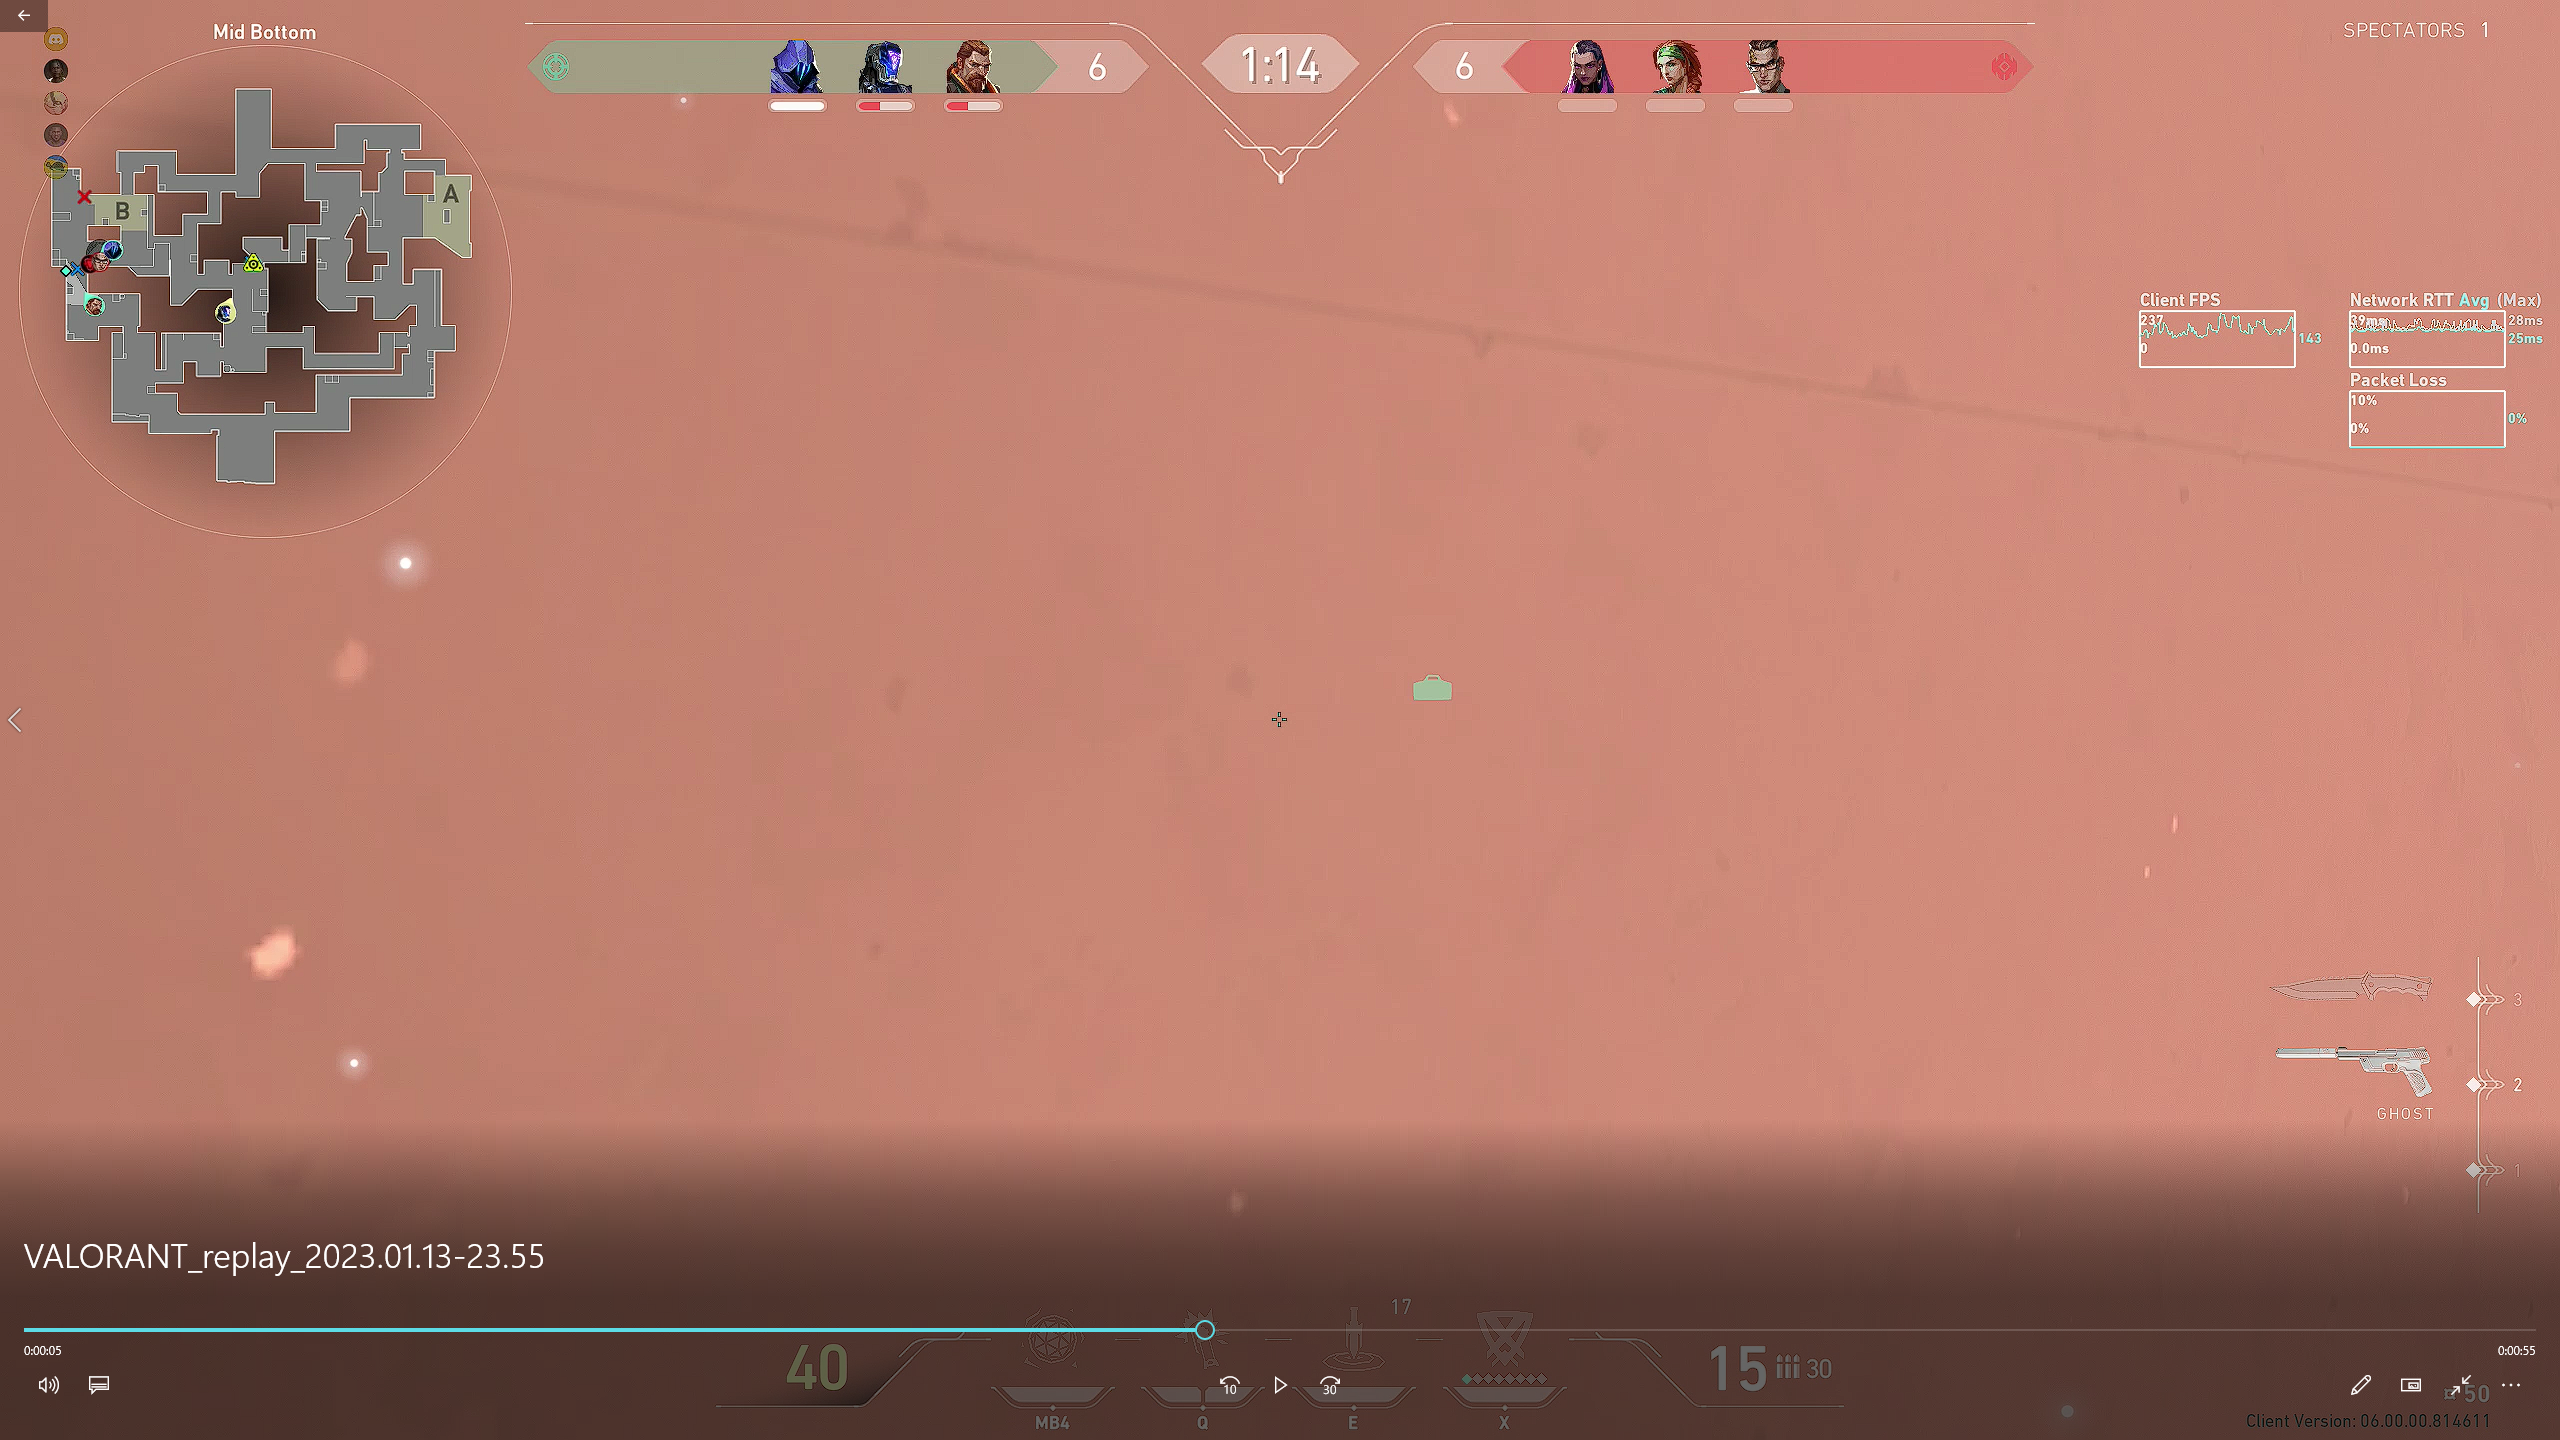 Mid Bottom
6
1:14
6
SPECTATORS 1
B
A
Client FPS
237
0
143
Network RTT Avg (Max)
39ms
0.0ms
28ms
25ms
Packet Loss
10%
0%
0%
3
2
GHOST
1
VALORANT_replay_2023.01.13-23.55
17
0:00:05
0:00:55
40
15
30
10
30
50
MB4
Q
E
X
Client Version: 06.00.00.814611